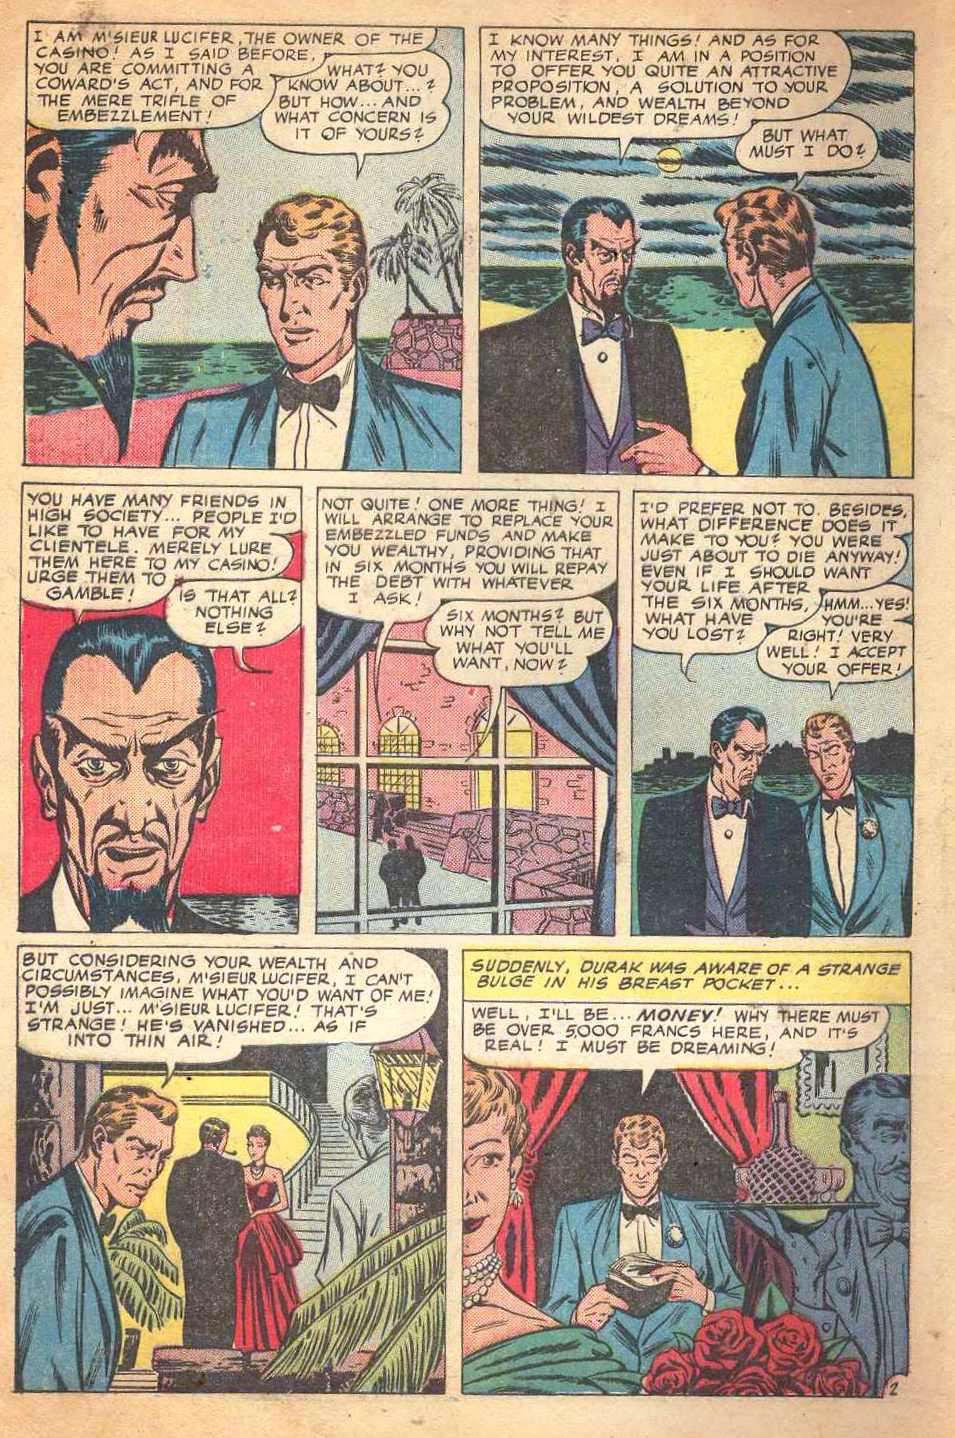 I AM M'SIEUR LUCIFER, THE OWNER OF THE
CASINO! AS I SAID BEFORE,
YOU ARE COMMITTING A
COWARD'S ACT, AND FOR
THE MERE TRIFLE OF
EMBEZZLEMENT!
WHAT? YOU
KNOW ABOUT...?
BUT HOW... AND
WHAT CONCERN IS
IT OF YOURS?
I KNOW MANY THINGS! AND AS FOR
MY INTEREST, I AM IN A POSITION
TO OFFER YOU QUITE AN ATTRACTIVE
PROPOSITION, A SOLUTION TO YOUR
PROBLEM, AND WEALTH BEYOND
YOUR WILDEST DREAMS!
BUT WHAT
MUST I DO?
YOU HAVE MANY FRIENDS IN
HIGH SOCIETY... PEOPLE I'D
LIKE TO HAVE FOR MY
CLIENTELE. MERELY LURE
THEM HERE TO MY CASINO!
URGE THEM TO
GAMBLE!
IS THAT ALL?
NOTHING
ELSE?
NOT QUITE! ONE MORE THING! I
WILL ARRANGE TO REPLACE YOUR
EMBEZZLED FUNDS AND MAKE
YOU WEALTHY, PROVIDING THAT
IN SIX MONTHS YOU WILL REPAY
THE DEBT WITH WHATEVER
I ASK!
SIX MONTHS? BUT
WHY NOT TELL ME
WHAT YOU'LL
WANT, NOW?
I'D PREFER NOT TO. BESIDES,
WHAT DIFFERENCE DOES IT
MAKE TO YOU? YOU WERE
JUST ABOUT TO DIE ANYWAY!
EVEN IF I SHOULD WANT
YOUR LIFE AFTER
THE SIX MONTHS,
WHAT HAVE
YOU LOST?
HMM...YES!
YOU'RE
RIGHT! VERY
WELL! I ACCEPT
YOUR OFFER!
BUT CONSIDERING YOUR WEALTH AND
CIRCUMSTANCES, M'SIEUR LUCIFER, I CAN'T
POSSIBLY IMAGINE WHAT YOU'D WANT OF ME!
I'M JUST... M'SIEUR LUCIFER! THAT'S
STRANGE! HE'S VANISHED... AS IF
INTO THIN AIR!
SUDDENLY, DURAK WAS AWARE OF A STRANGE
BULGE IN HIS BREAST POCKET...
WELL, I'LL BE... MONEY! WHY THERE MUST
BE OVER 5,000 FRANCS HERE, AND IT'S
REAL! I MUST BE DREAMING!
2